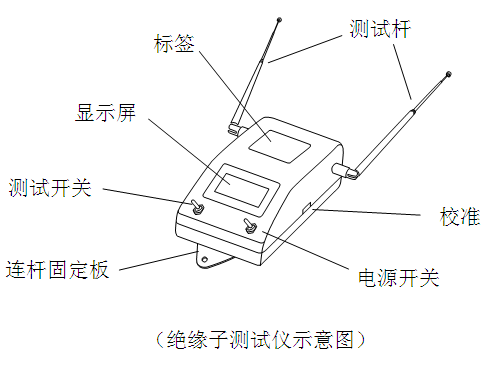 标签
测试杆
显示屏
测试开关
校准
连杆固定板
电源开关
（绝缘子测试仪示意图）